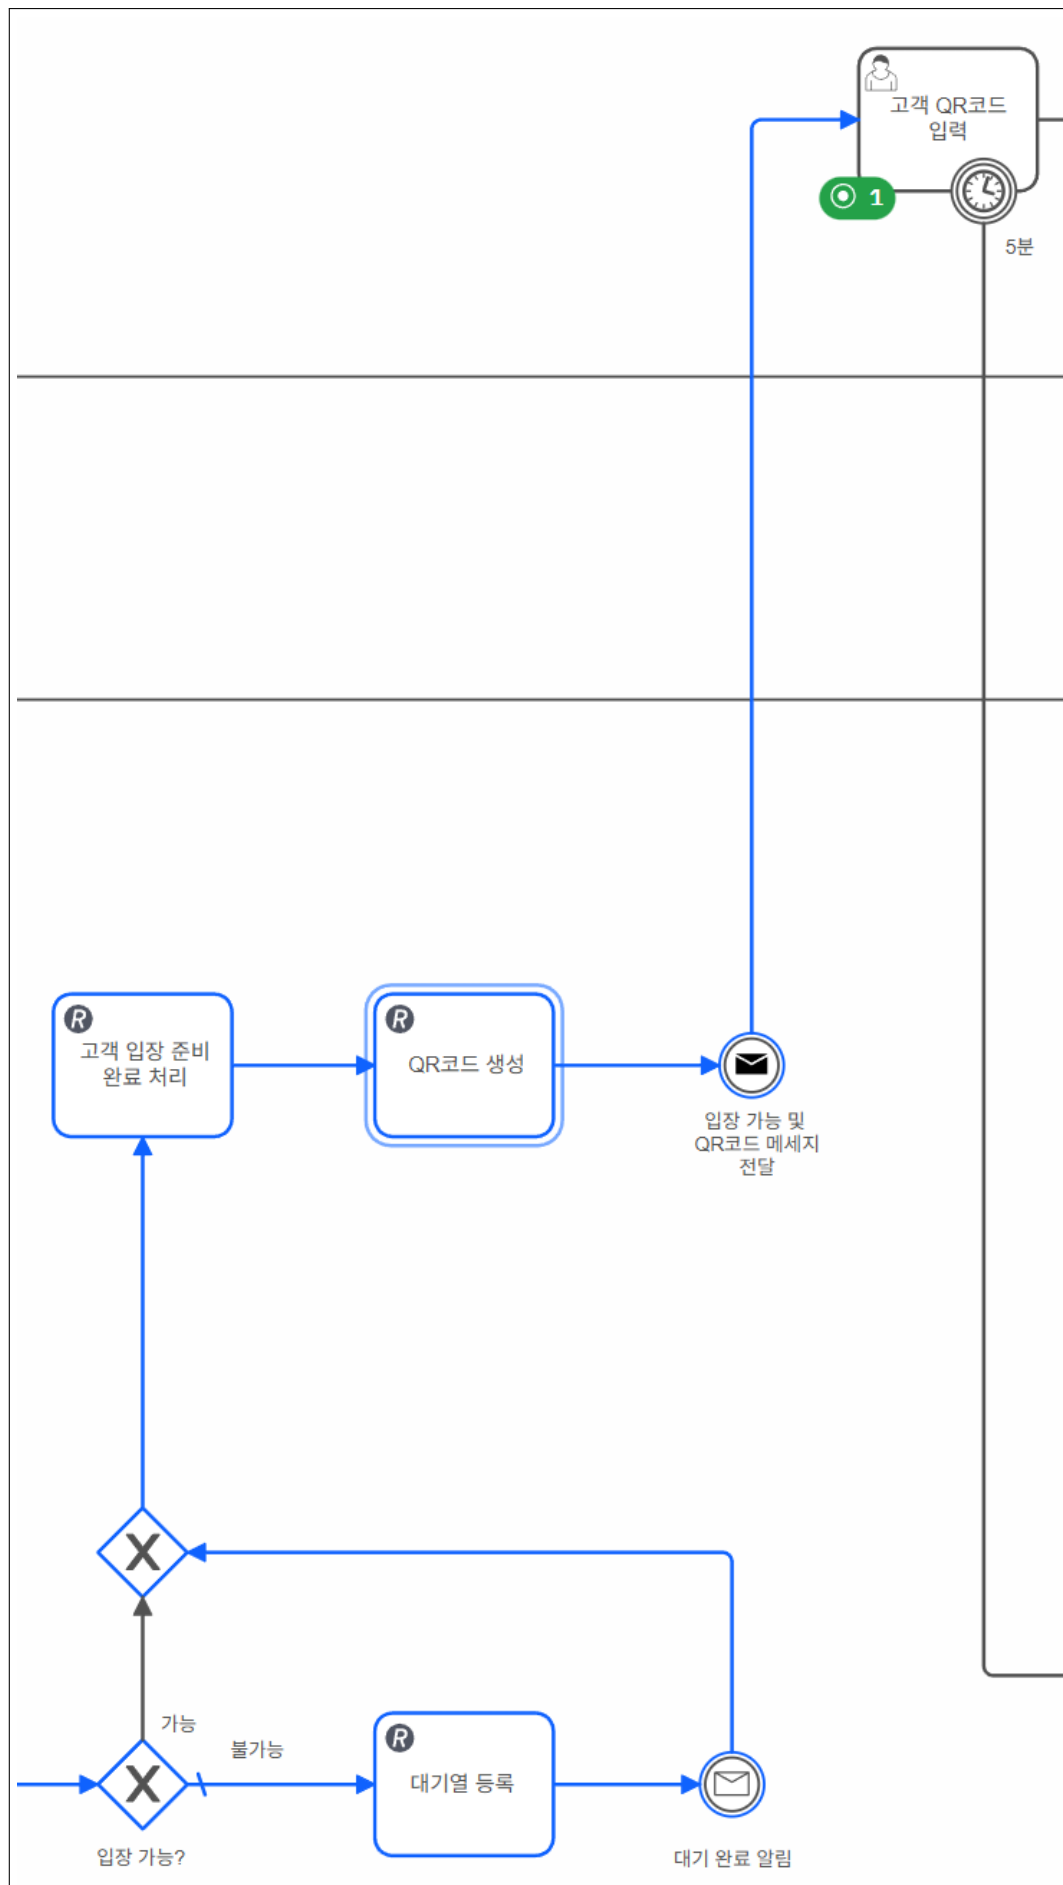 고객 QR코드
입력
1
5분
R
고객 입장 준비
완료 처리
R
QR코드 생성
입장 가능 및
QR코드 메세지
전달
X
가능
불가능
X
입장 가능?
R
대기열 등록
대기 완료 알림